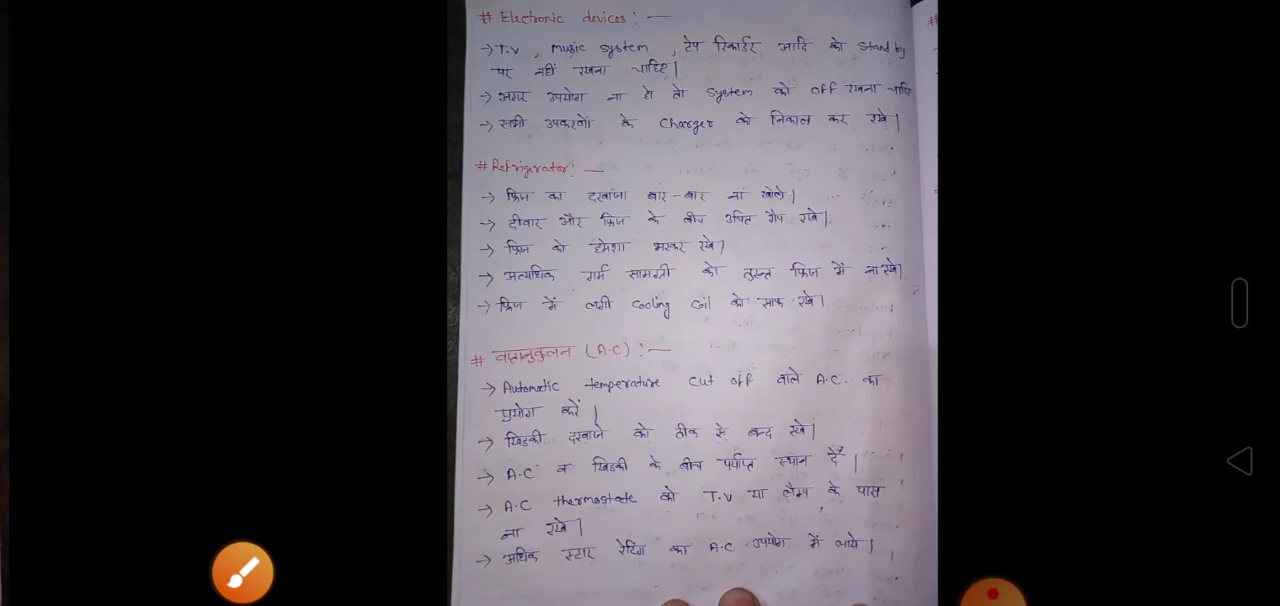 # Electronic devices : —
→ T.V , Music system , टेप रिकार्डर आदि को Stand by
पर नहीं रखना चाहिए|
→ अगर उपयोग ना हो तो System को off रखना चाहिए
→ सभी उपकरणों के Charger को निकाल कर रखे|
# Refrigerator : —
→ फ्रिज का दरवाजा बार-बार ना खोले|
→ दीवार और फ्रिज के बीच उचित गैप रखे|
→ फ्रिज को हमेशा भरकर रखे|
→ अत्यधिक गर्म सामग्री को तुरन्त फ्रिज में ना रखे|
→ फ्रिज में लगी Cooling Coil को साफ रखे|
# वातानुकुलन (A.C) : —
→ Automatic temperature cut off वाले A.C. का
प्रयोग करें |
→ खिडकी दरवाजे को ठीक से बन्द रखे|
→ A.C व खिडकी के बीच पर्याप्त स्थान दें |
→ A.C thermostate को T.V या लैम्प के पास
ना रखे|
→ अधिक स्टार रेटिंग का A.C उपयोग में लाये|